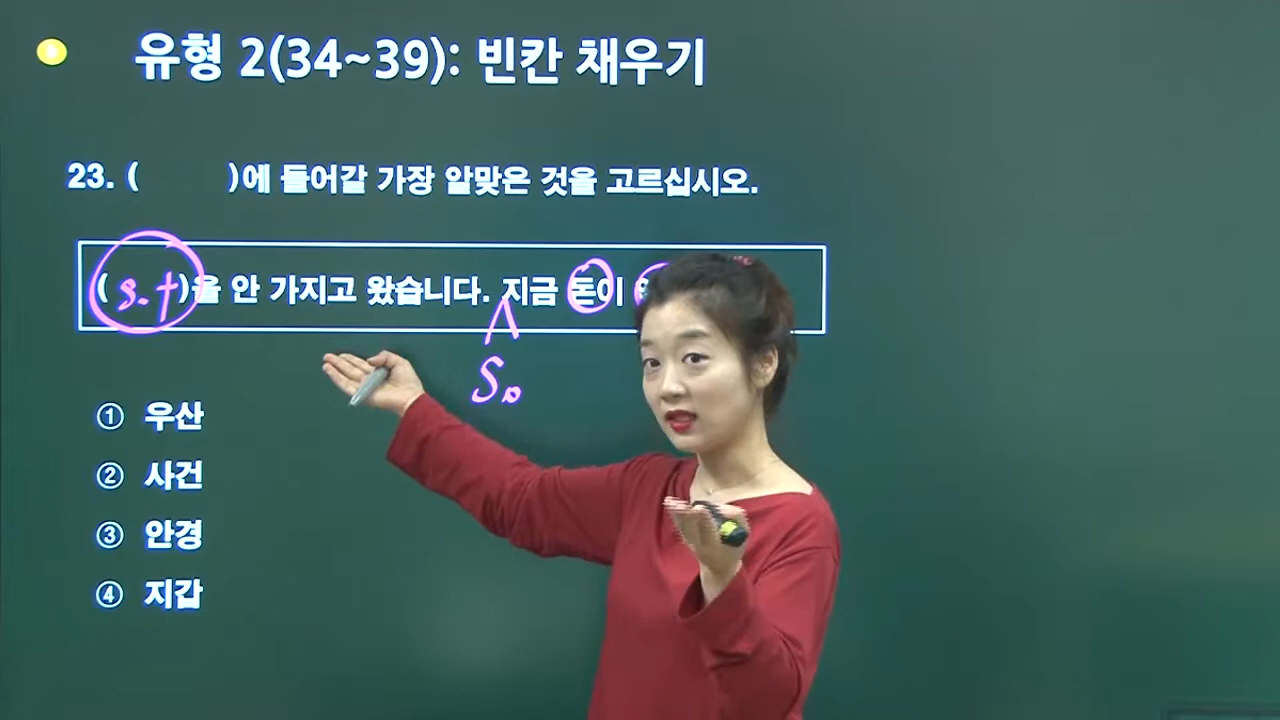 유형 2(34~39): 빈칸 채우기
23. ( )에 들어갈 가장 알맞은 것을 고르십시오.
(s.t)을 안 가지고 왔습니다. 지금 돈이
So
① 우산
② 사건
③ 안경
④ 지갑